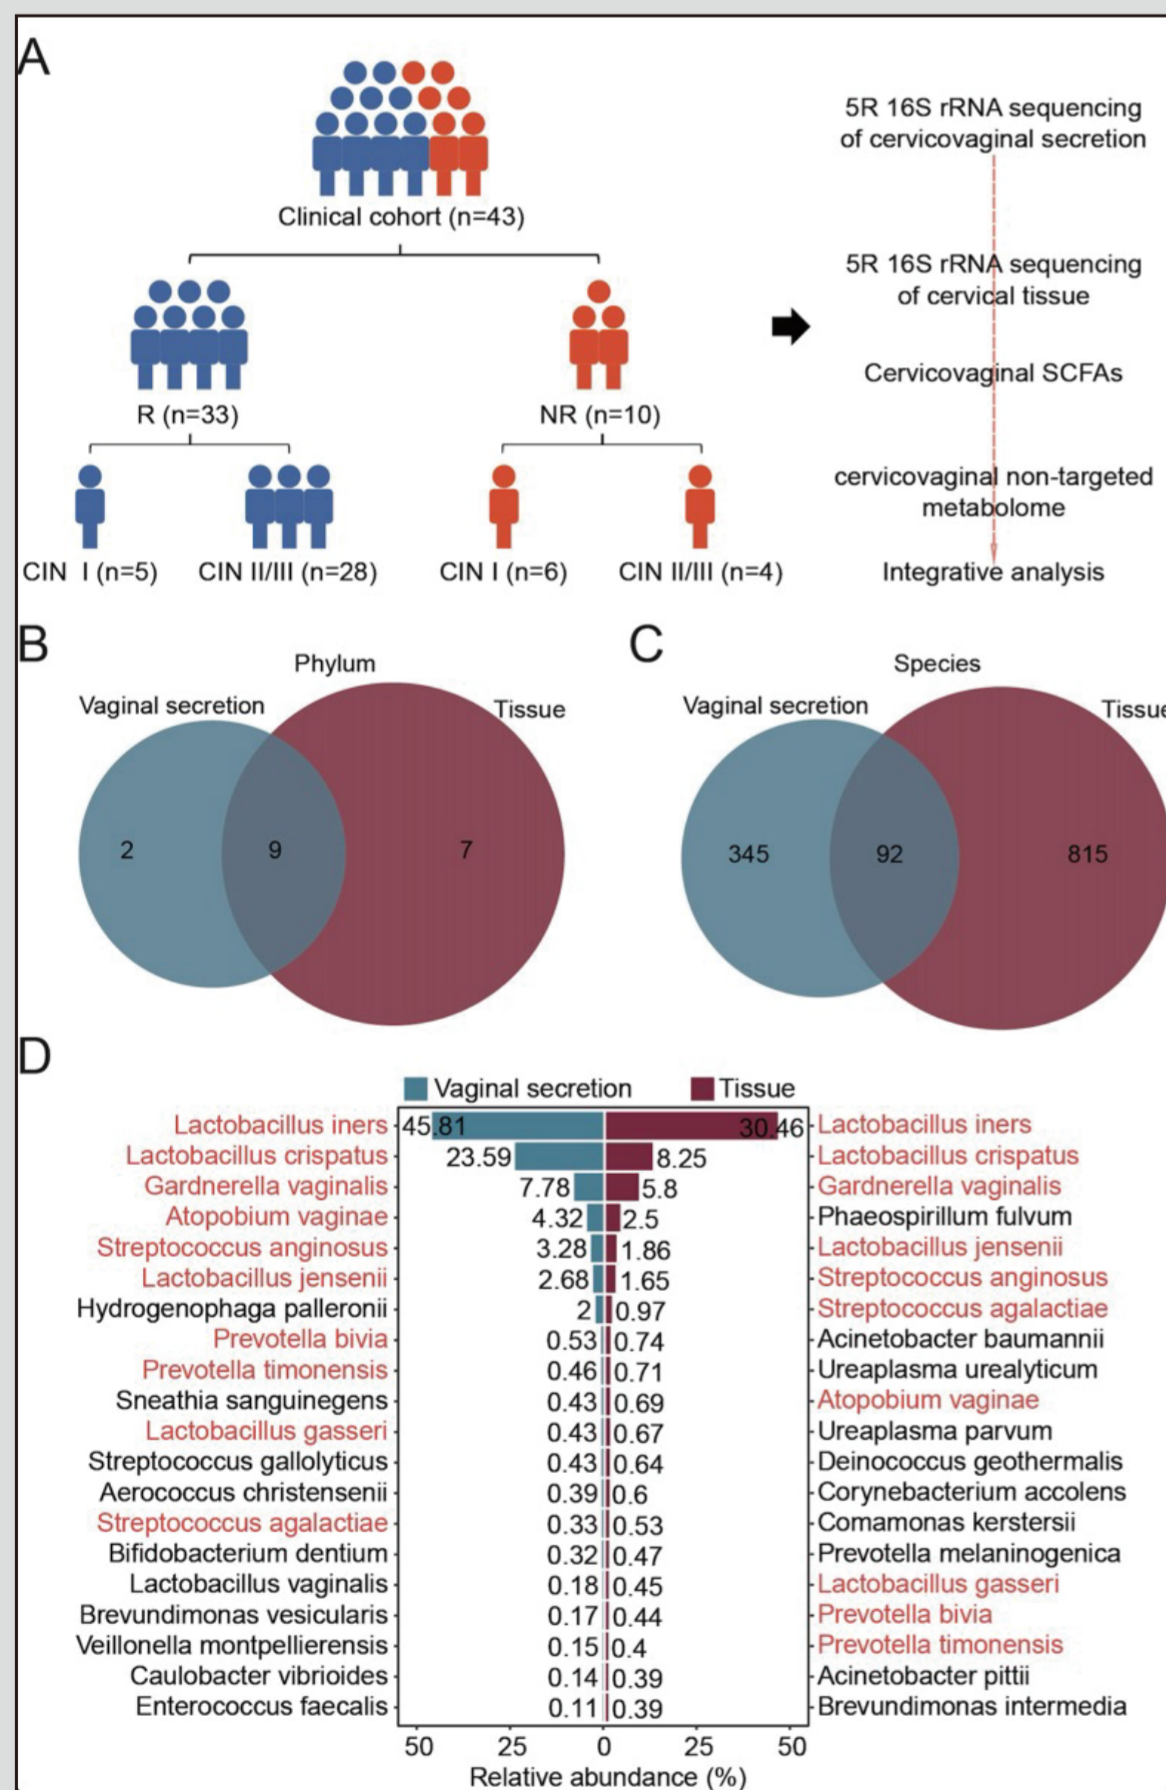 A
5R 16S rRNA sequencing
of cervicovaginal secretion
Clinical cohort (n=43)
5R 16S rRNA sequencing
of cervical tissue
Cervicovaginal SCFAs
R (n=33)
NR (n=10)
cervicovaginal non-targeted
metabolome
CIN I (n=5)
CIN II/III (n=28)
CIN I (n=6)
CIN II/III (n=4)
Integrative analysis
B
Phylum
Vaginal secretion
Tissue
2
9
7
C
Species
Vaginal secretion
Tissue
345
92
815
D
Vaginal secretion
Tissue
Lactobacillus iners 45.81 30.46 Lactobacillus iners
Lactobacillus crispatus 23.59 8.25 Lactobacillus crispatus
Gardnerella vaginalis 7.78 5.8 Gardnerella vaginalis
Atopobium vaginae 4.32 2.5 Phaeospirillum fulvum
Streptococcus anginosus 3.28 1.86 Lactobacillus jensenii
Lactobacillus jensenii 2.68 1.65 Streptococcus anginosus
Hydrogenophaga palleronii 2 0.97 Streptococcus agalactiae
Prevotella bivia 0.53 0.74 Acinetobacter baumannii
Prevotella timonensis 0.46 0.71 Ureaplasma urealyticum
Sneathia sanguinegens 0.43 0.69 Atopobium vaginae
Lactobacillus gasseri 0.43 0.67 Ureaplasma parvum
Streptococcus gallolyticus 0.43 0.64 Deinococcus geothermalis
Aerococcus christensenii 0.39 0.6 Corynebacterium accolens
Streptococcus agalactiae 0.33 0.53 Comamonas kerstersii
Bifidobacterium dentium 0.32 0.47 Prevotella melaninogenica
Lactobacillus vaginalis 0.18 0.45 Lactobacillus gasseri
Brevundimonas vesicularis 0.17 0.44 Prevotella bivia
Veillonella montpellierensis 0.15 0.4 Prevotella timonensis
Caulobacter vibrioides 0.14 0.39 Acinetobacter pittii
Enterococcus faecalis 0.11 0.39 Brevundimonas intermedia
50 25 0 25 50
Relative abundance (%)